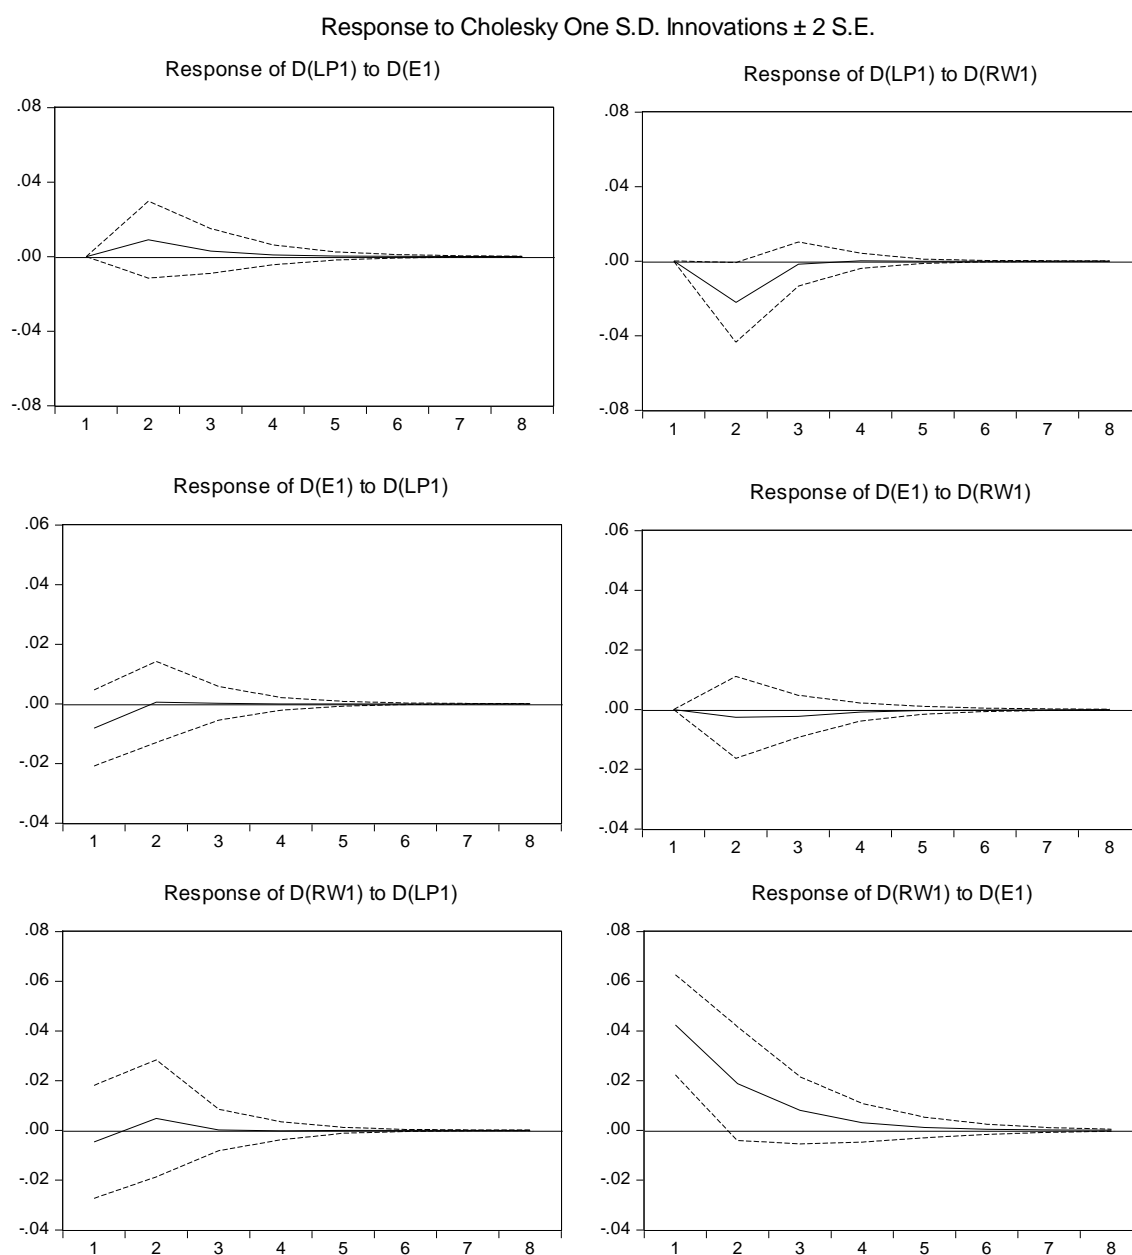 Response to Cholesky One S.D. Innovations ± 2 S.E.
Response of D(LP1) to D(E1)
.08
.04
.00
-.04
-.08
1 2 3 4 5 6 7 8
Response of D(LP1) to D(RW1)
.08
.04
.00
-.04
-.08
1 2 3 4 5 6 7 8
Response of D(E1) to D(LP1)
.06
.04
.02
.00
-.02
-.04
1 2 3 4 5 6 7 8
Response of D(E1) to D(RW1)
.06
.04
.02
.00
-.02
-.04
1 2 3 4 5 6 7 8
Response of D(RW1) to D(LP1)
.08
.06
.04
.02
.00
-.02
-.04
1 2 3 4 5 6 7 8
Response of D(RW1) to D(E1)
.08
.06
.04
.02
.00
-.02
-.04
1 2 3 4 5 6 7 8